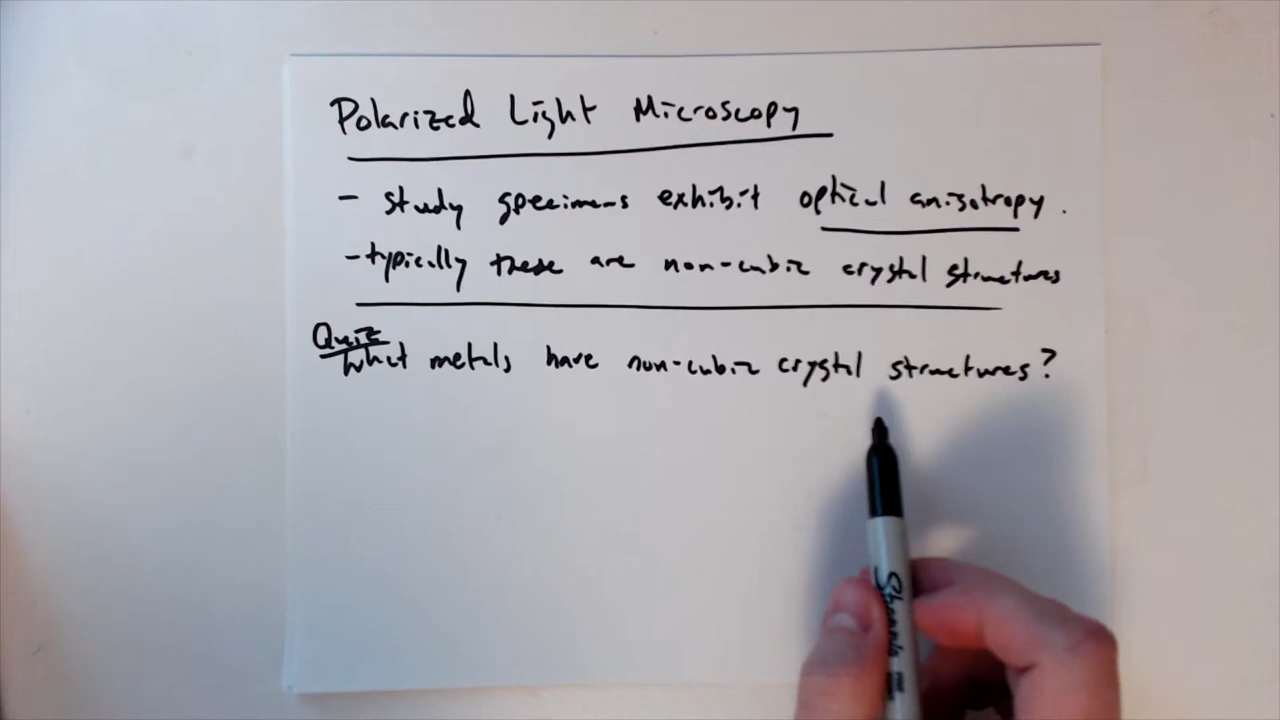 Polarized Light Microscopy
- study specimens exhibit optical anisotropy.
- typically these are non-cubic crystal structures
Quiz
What metals have non-cubic crystal structures?
Sharpie